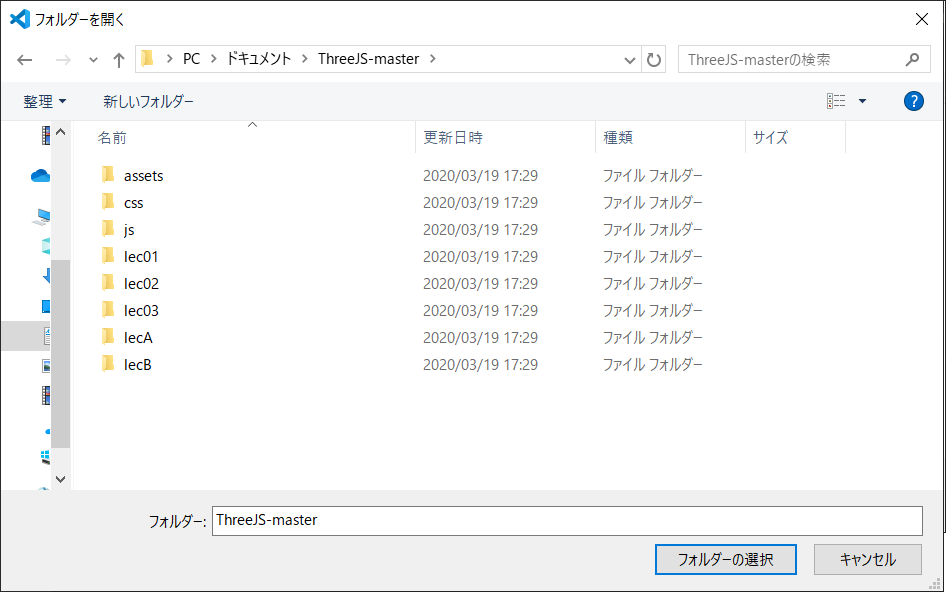 フォルダーを開く
PC > ドキュメント > ThreeJS-master >
ThreeJS-masterの検索
整理 新しいフォルダー
名前 更新日時 種類 サイズ
assets 2020/03/19 17:29 ファイル フォルダー
css 2020/03/19 17:29 ファイル フォルダー
js 2020/03/19 17:29 ファイル フォルダー
lec01 2020/03/19 17:29 ファイル フォルダー
lec02 2020/03/19 17:29 ファイル フォルダー
lec03 2020/03/19 17:29 ファイル フォルダー
lecA 2020/03/19 17:29 ファイル フォルダー
lecB 2020/03/19 17:29 ファイル フォルダー
フォルダー: ThreeJS-master
フォルダーの選択 キャンセル